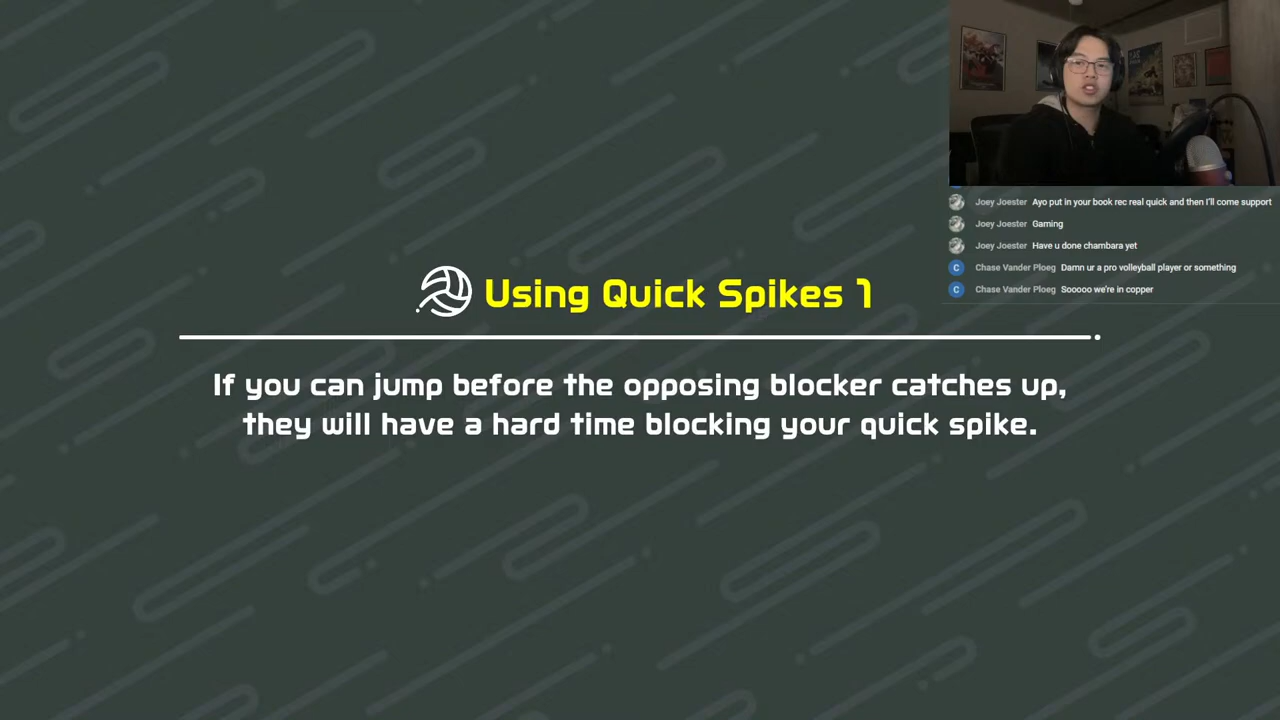 Using Quick Spikes 1
If you can jump before the opposing blocker catches up,
they will have a hard time blocking your quick spike.
Joey Joester Ayo put in your book rec real quick and then I'll come support
Joey Joester Gaming
Joey Joester Have u done chambara yet
C Chase Vander Ploeg Damn ur a pro volleyball player or something
C Chase Vander Ploeg Sooooo we're in copper